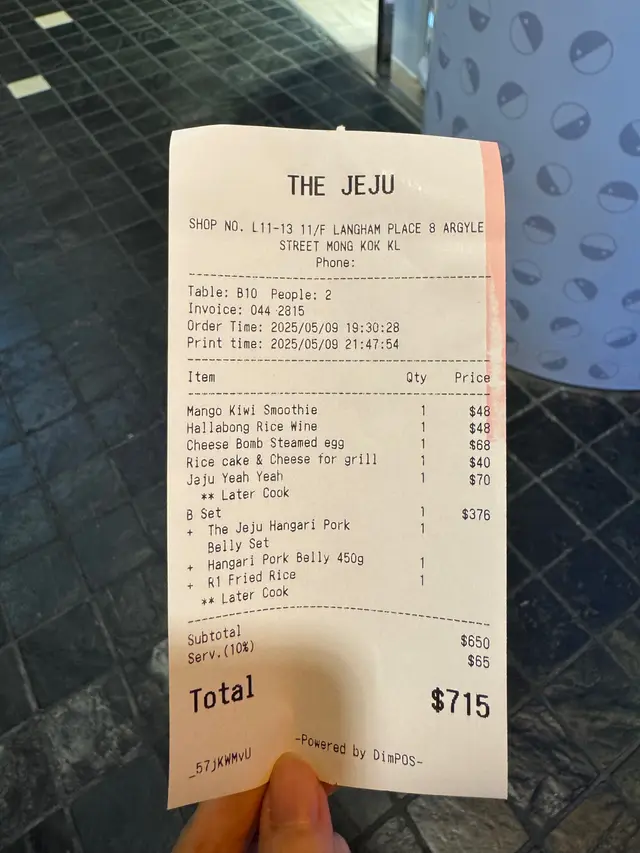 THE JEJU
SHOP NO. L11-13 11/F LANGHAM PLACE 8 ARGYLE
STREET MONG KOK KL
Phone:
Table: B10 People: 2
Invoice: 044 2815
Order Time: 2025/05/09 19:30:28
Print time: 2025/05/09 21:47:54
Item Qty Price
Mango Kiwi Smoothie 1 $48
Hallabong Rice Wine 1 $48
Cheese Bomb Steamed egg 1 $68
Rice cake & Cheese for grill 1 $40
Jaju Yeah Yeah 1 $70
** Later Cook
B Set 1 $376
+ The Jeju Hangari Pork 1
Belly Set
+ Hangari Pork Belly 450g 1
+ R1 Fried Rice 1
** Later Cook
Subtotal $650
Serv.(10%) $65
Total $715
-Powered by DimPOS-
_57jKWMvU